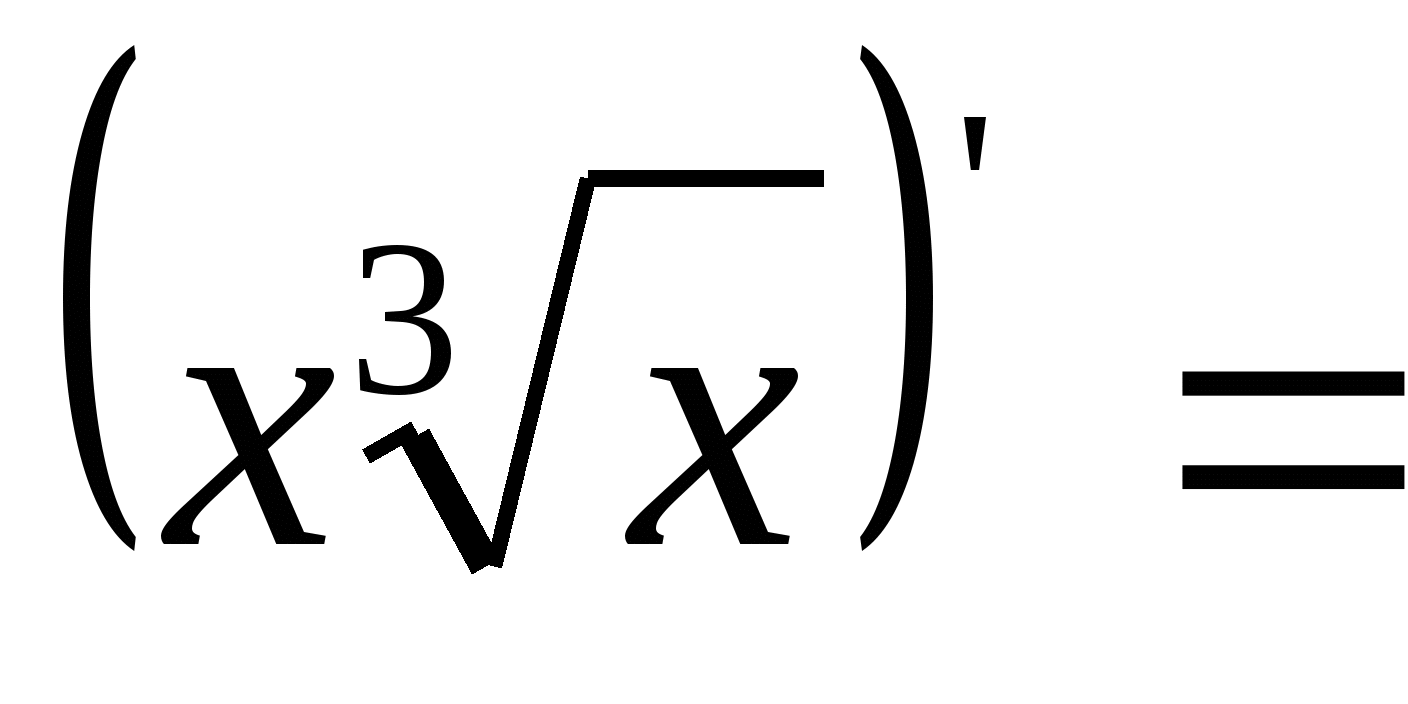 (x∛x)' =